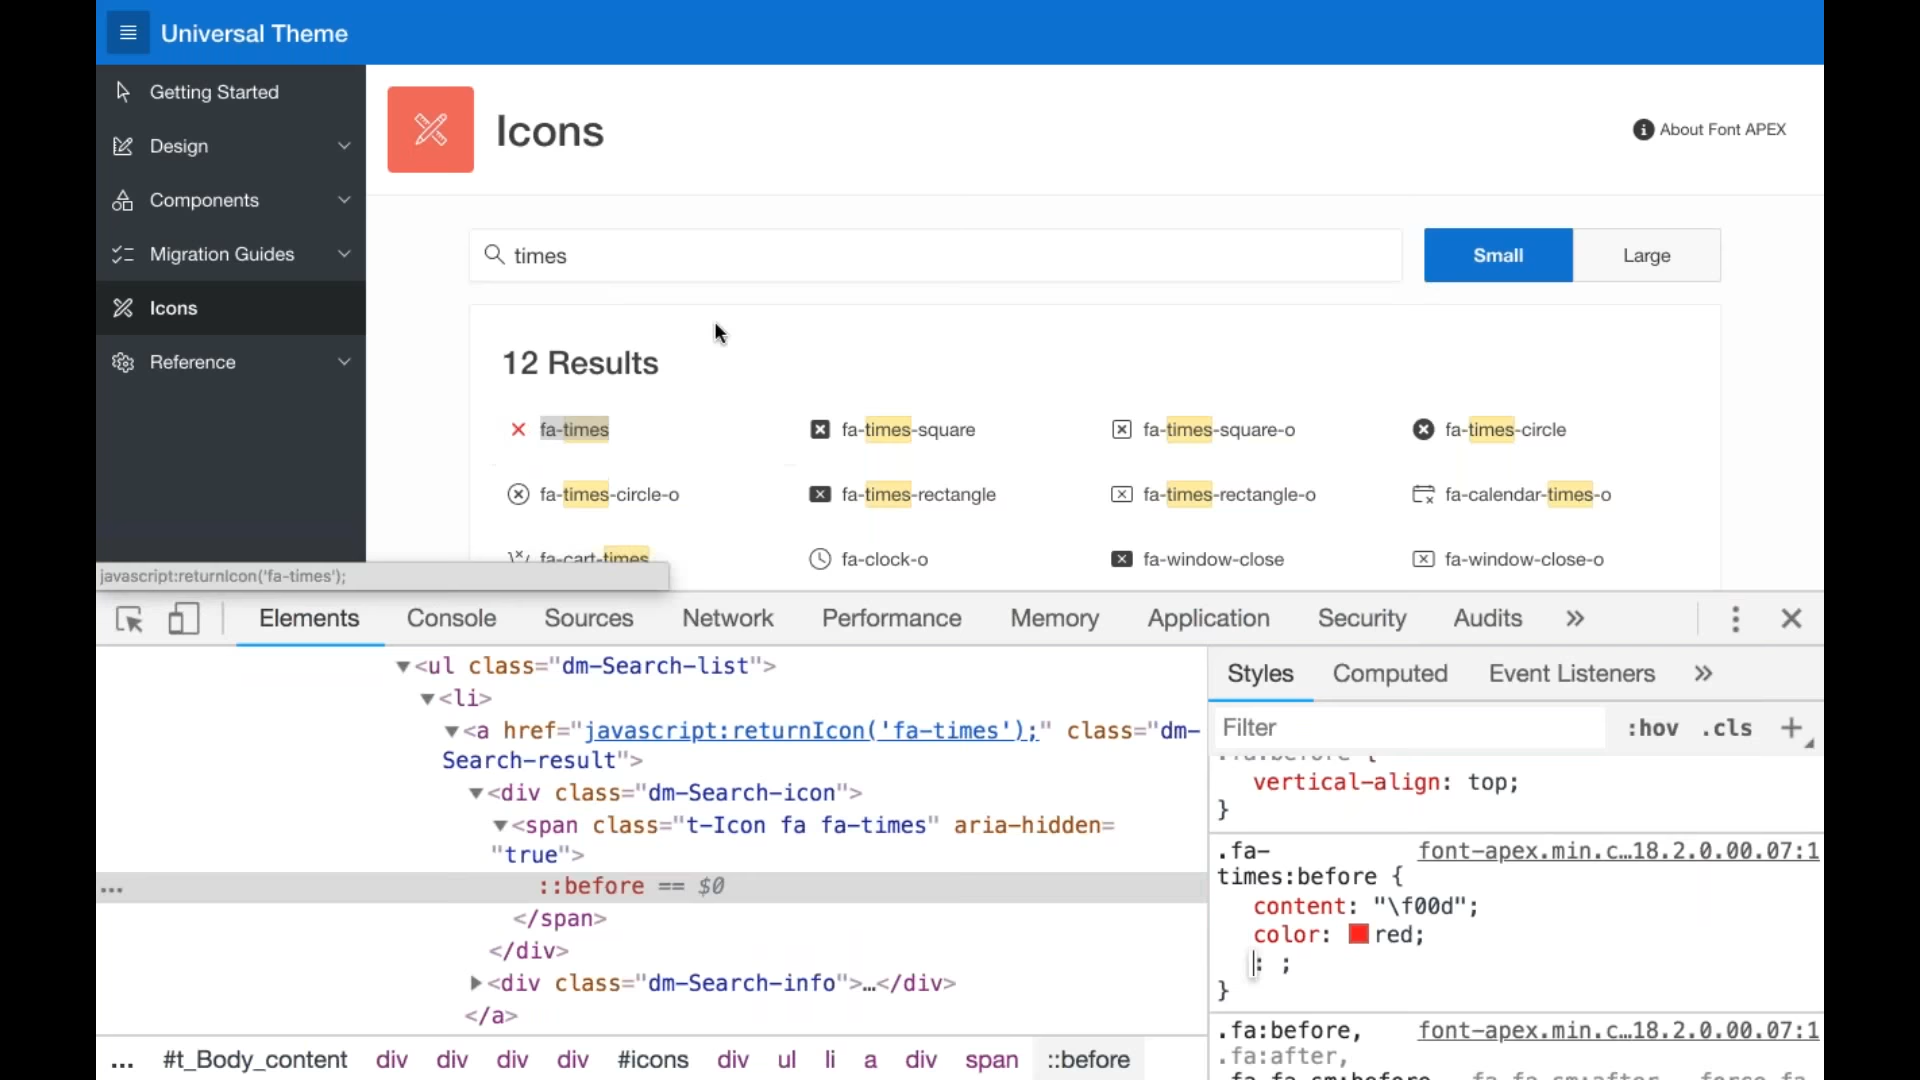 Universal Theme
Getting Started
Design
Components
Migration Guides
Icons
Reference
Icons
About Font APEX
times
Small
Large
12 Results
fa-times
fa-times-square
fa-times-square-o
fa-times-circle
fa-times-circle-o
fa-times-rectangle
fa-times-rectangle-o
fa-calendar-times-o
fa-cart-times
fa-clock-o
fa-window-close
fa-window-close-o
javascript:returnIcon('fa-times');
Elements Console Sources Network Performance Memory Application Security Audits »
▼<ul class="dm-Search-list">
▼<li>
▼<a href="javascript:returnIcon('fa-times');" class="dm-
Search-result">
▼<div class="dm-Search-icon">
▼<span class="t-Icon fa fa-times" aria-hidden=
"true">
... ::before == $0
</span>
</div>
▶<div class="dm-Search-info">…</div>
</a>
... #t_Body_content div div div div #icons div ul li a div span ::before
Styles Computed Event Listeners »
Filter :hov .cls +
.fa:before {
vertical-align: top;
}
.fa- font-apex.min.c…18.2.0.00.07:1
times:before {
content: "\f00d";
color: red;
: ;
}
.fa:before, font-apex.min.c…18.2.0.00.07:1
.fa:after,